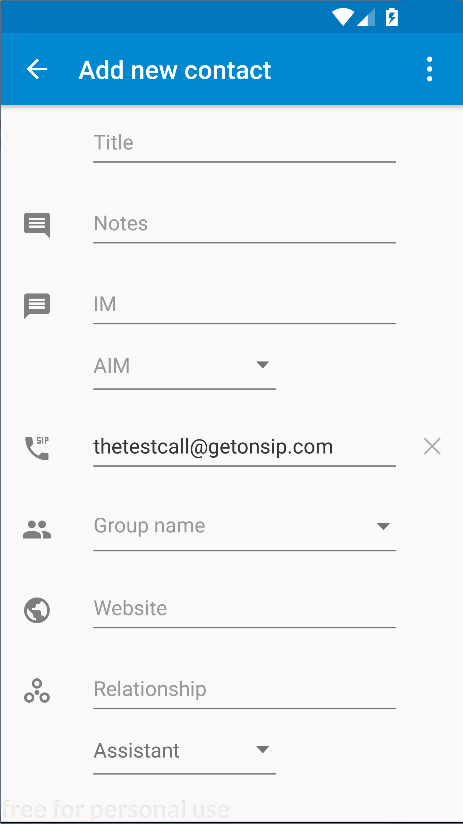 Add new contact
Title
Notes
IM
AIM
SIP
thetestcall@getonsip.com
Group name
Website
Relationship
Assistant
free for personal use